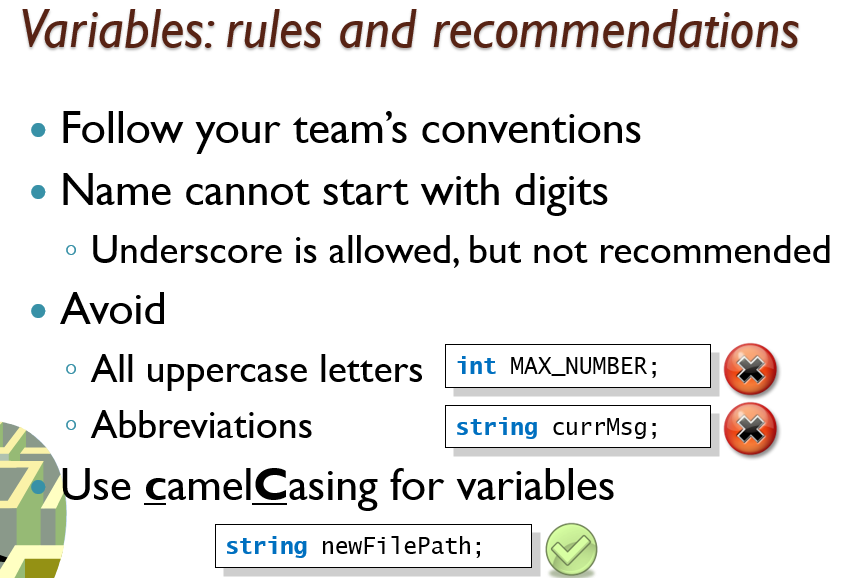 Variables: rules and recommendations
Follow your team's conventions
Name cannot start with digits
Underscore is allowed, but not recommended
Avoid
All uppercase letters
int MAX_NUMBER;
Abbreviations
string currMsg;
Use camelCasing for variables
string newFilePath;